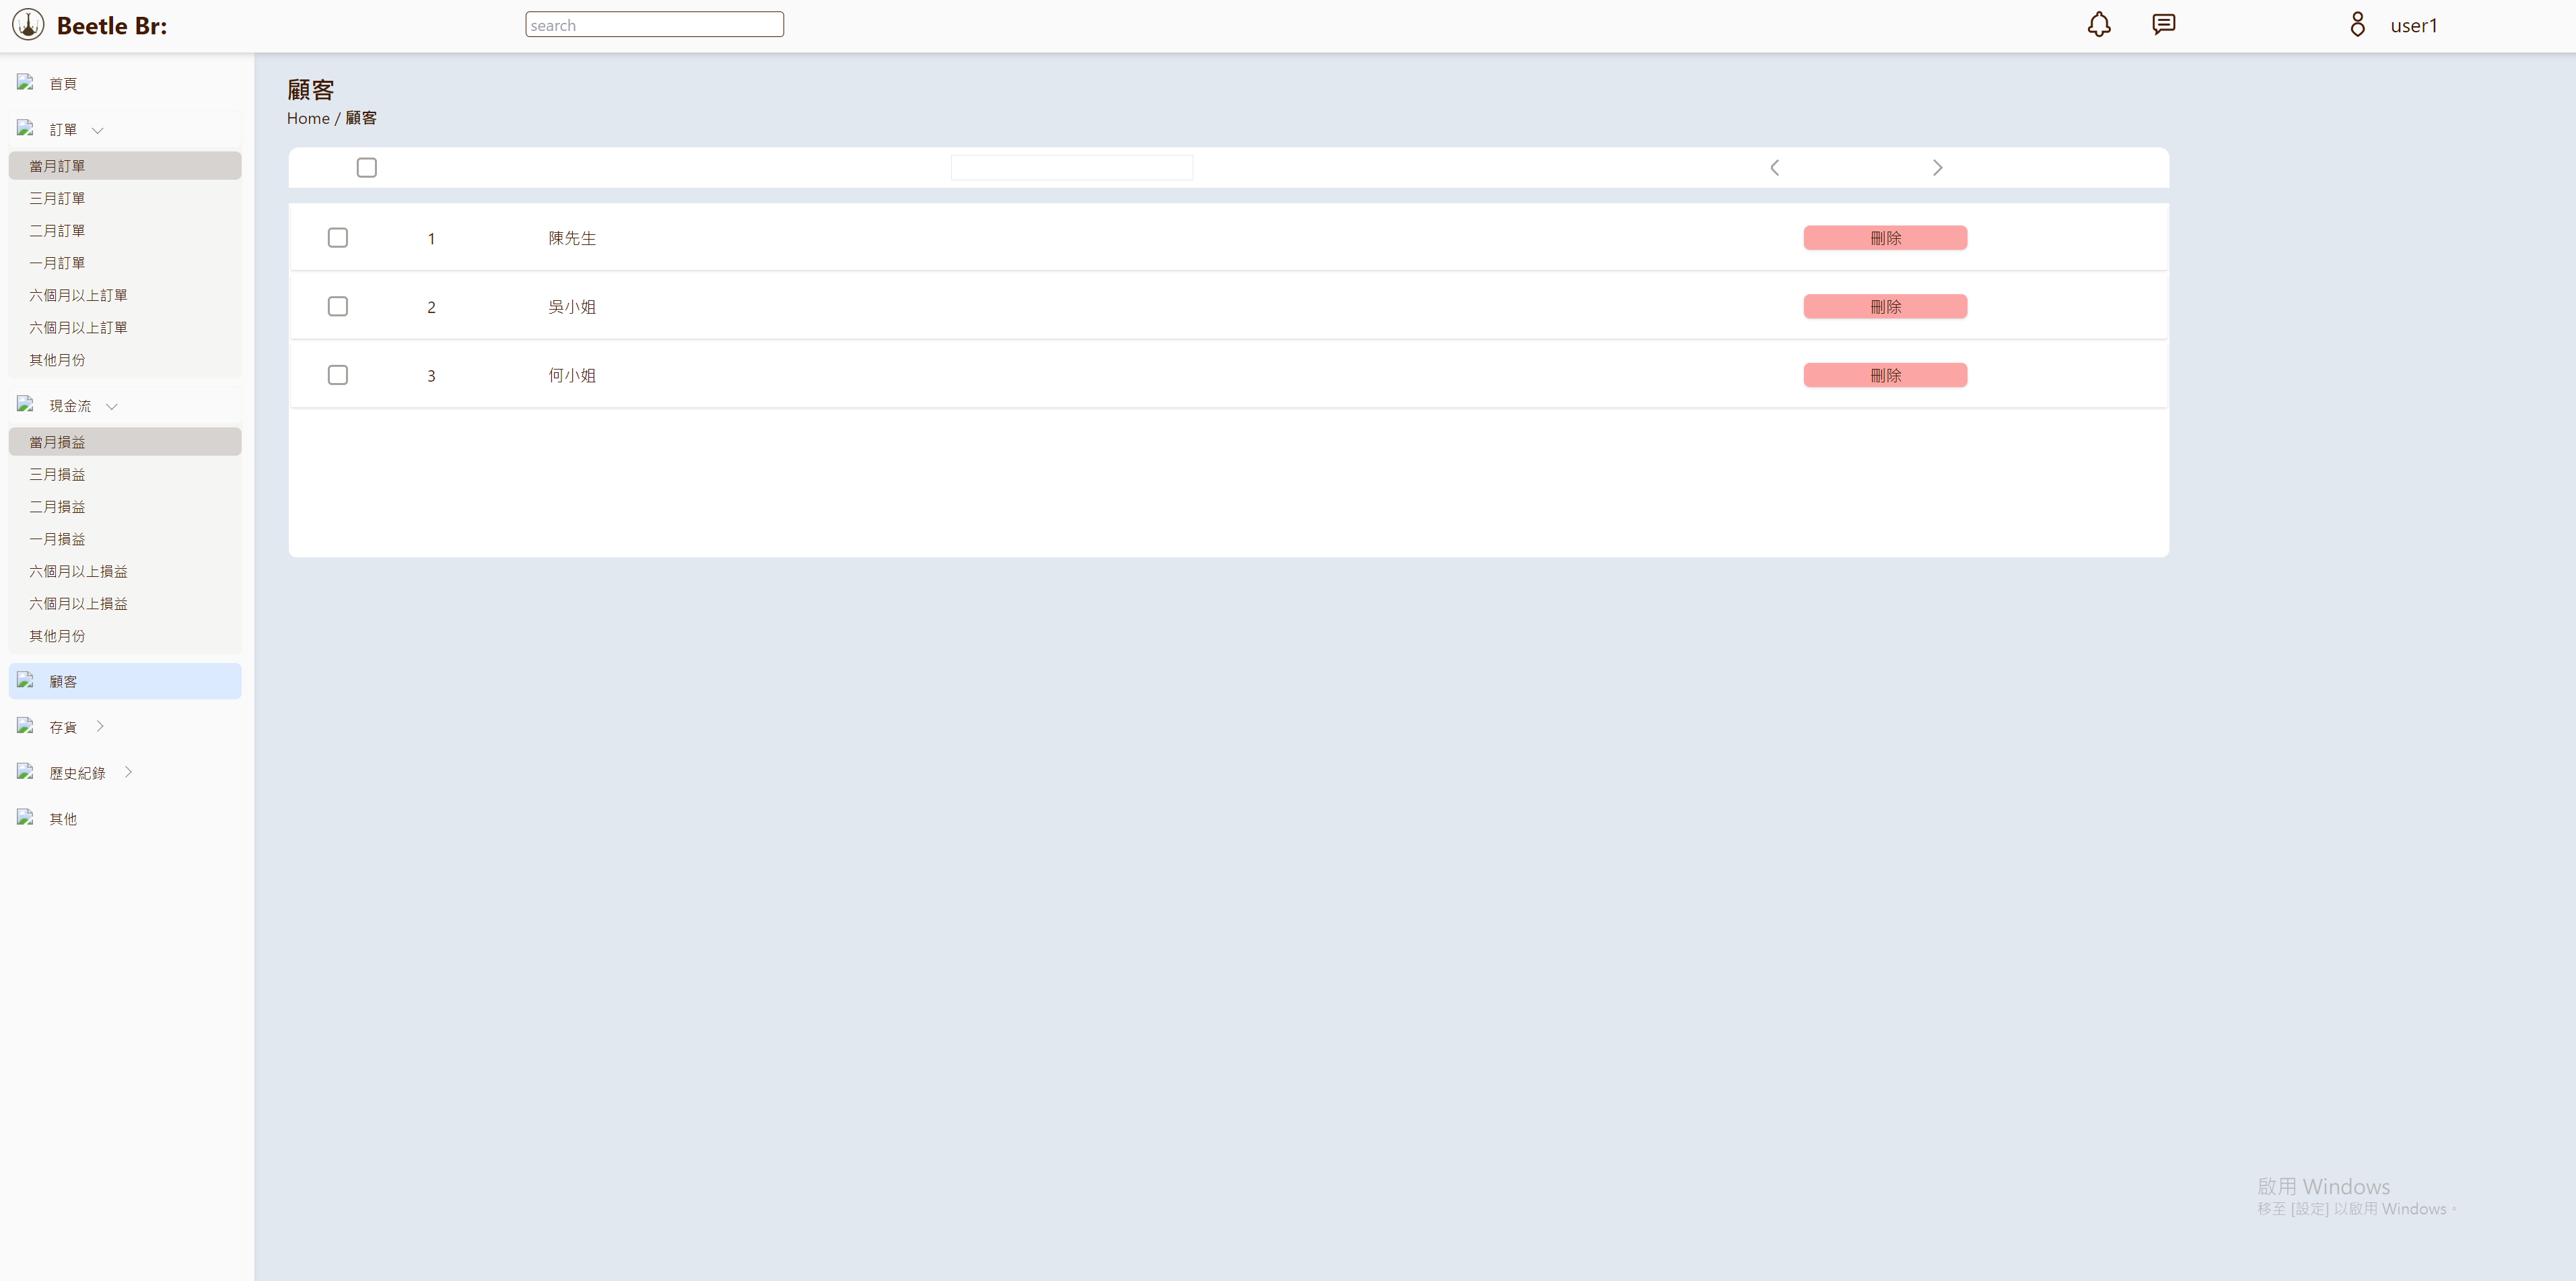 Beetle Br:
search
user1
首頁
訂單
當月訂單
三月訂單
二月訂單
一月訂單
六個月以上訂單
六個月以上訂單
其他月份
現金流
當月損益
三月損益
二月損益
一月損益
六個月以上損益
六個月以上損益
其他月份
顧客
存貨
歷史紀錄
其他
顧客
Home / 顧客
1 陳先生 刪除
2 吳小姐 刪除
3 何小姐 刪除
啟用 Windows
移至 [設定] 以啟用 Windows。